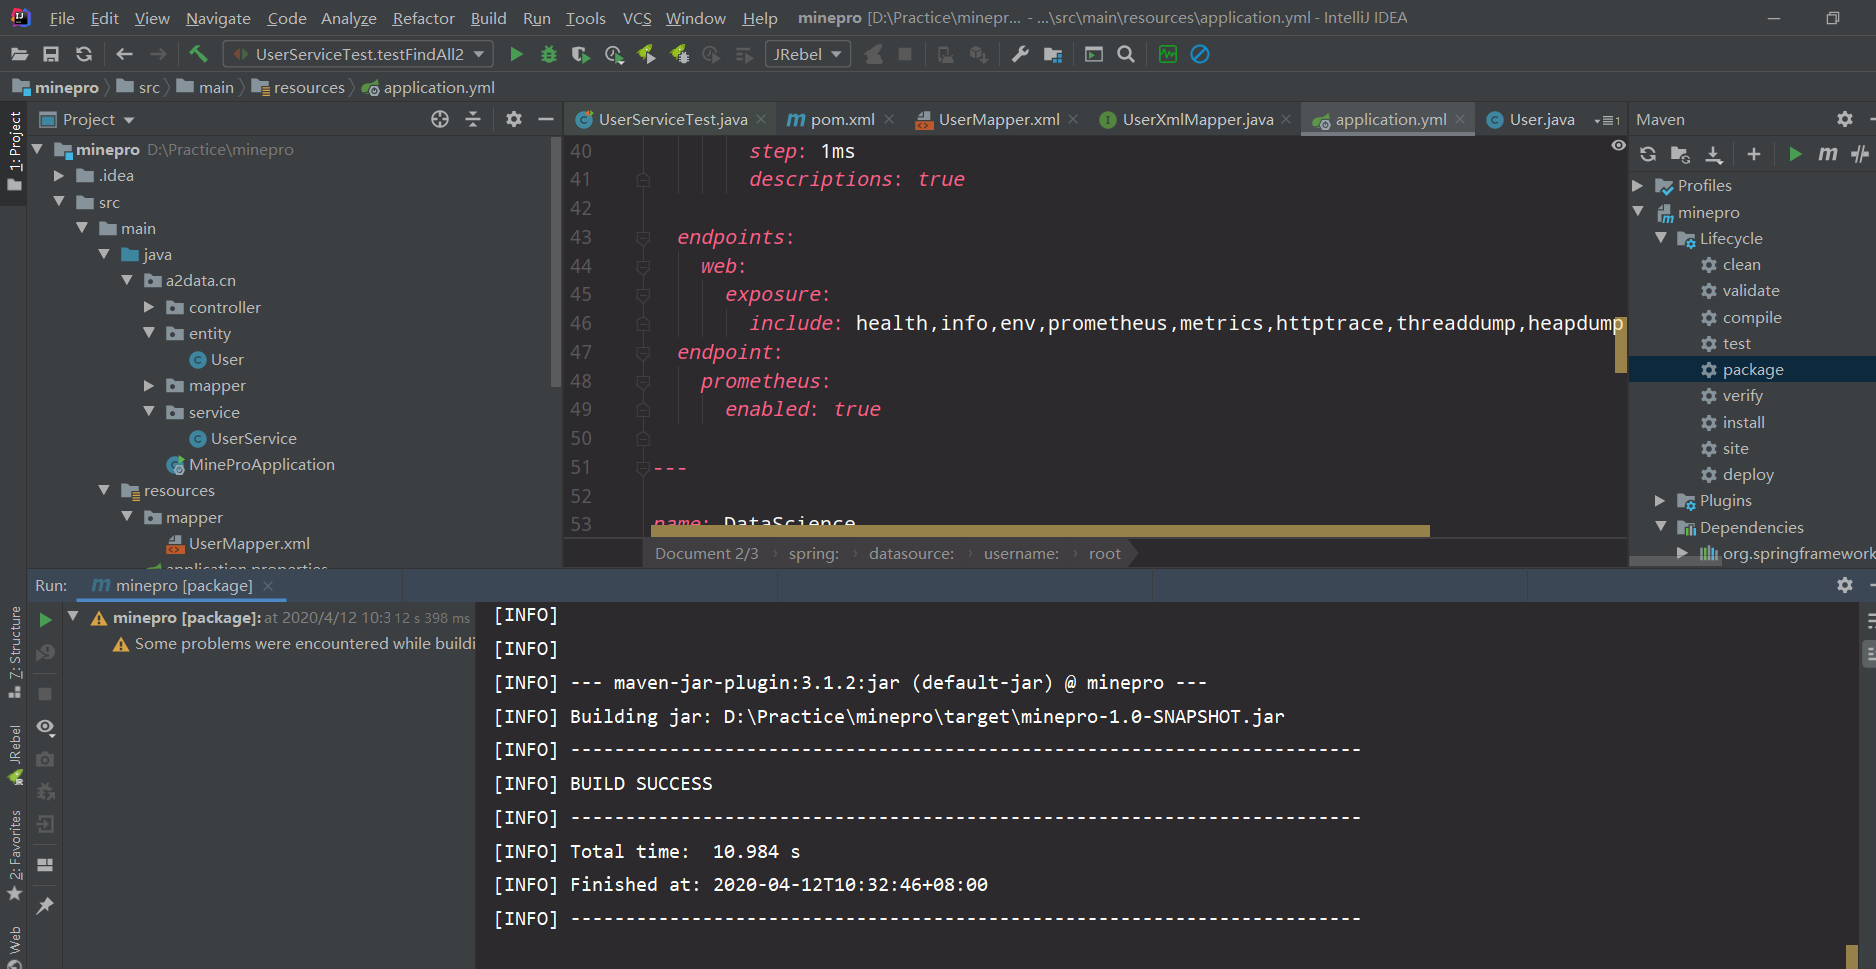 File Edit View Navigate Code Analyze Refactor Build Run Tools VCS Window Help minepro [D:\Practice\minepr... - ...\src\main\resources\application.yml - IntelliJ IDEA
UserServiceTest.testFindAll2 JRebel
minepro src main resources application.yml
Project
UserServiceTest.java pom.xml UserMapper.xml UserXmlMapper.java application.yml User.java 1
Maven
1: Project
minepro D:\Practice\minepro
.idea
src
main
java
a2data.cn
controller
entity
User
mapper
service
UserService
MineProApplication
resources
mapper
UserMapper.xml
application.properties
40 step: 1ms
41 descriptions: true
42
43 endpoints:
44 web:
45 exposure:
46 include: health,info,env,prometheus,metrics,httptrace,threaddump,heapdump
47 endpoint:
48 prometheus:
49 enabled: true
50
51 ---
52
53 name: DataScience
Document 2/3 spring: datasource: username: root
Profiles
minepro
Lifecycle
clean
validate
compile
test
package
verify
install
site
deploy
Plugins
Dependencies
org.springframework
Run: minepro [package]
minepro [package]: at 2020/4/12 10:3 12 s 398 ms
Some problems were encountered while buildi
[INFO]
[INFO]
[INFO] --- maven-jar-plugin:3.1.2:jar (default-jar) @ minepro ---
[INFO] Building jar: D:\Practice\minepro\target\minepro-1.0-SNAPSHOT.jar
[INFO] ------------------------------------------------------------------------
[INFO] BUILD SUCCESS
[INFO] ------------------------------------------------------------------------
[INFO] Total time:  10.984 s
[INFO] Finished at: 2020-04-12T10:32:46+08:00
[INFO] ------------------------------------------------------------------------
Z: Structure
JRebel
2: Favorites
Web